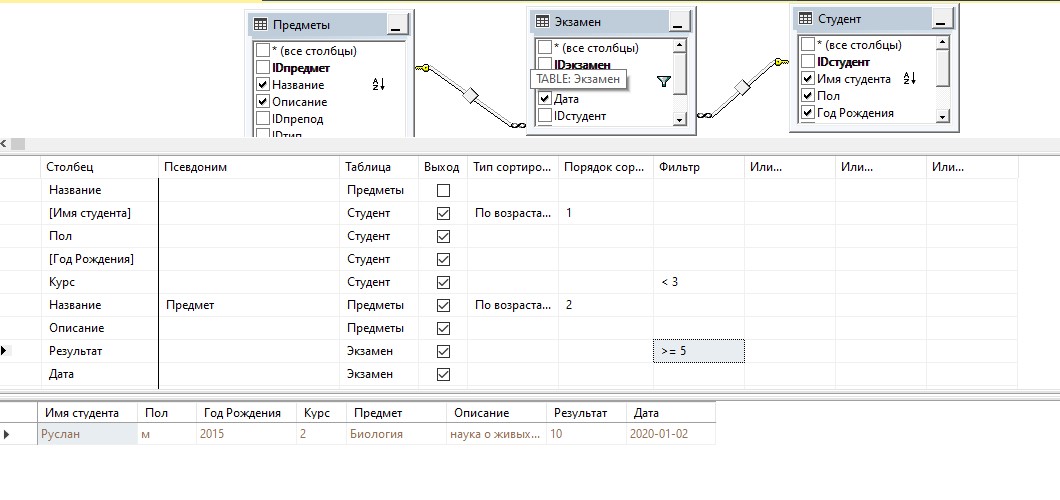 Предметы
* (все столбцы)
IDпредмет
Название
Описание
IDпрепод
IDтип
Экзамен
* (все столбцы)
IDэкзамен
TABLE: Экзамен
Дата
IDстудент
Студент
* (все столбцы)
IDстудент
Имя студента
Пол
Год Рождения
Столбец Псевдоним Таблица Выход Тип сортиро... Порядок сор... Фильтр Или... Или... Или...
Название Предметы
[Имя студента] Студент По возраста... 1
Пол Студент
[Год Рождения] Студент
Курс Студент < 3
Название Предмет Предметы По возраста... 2
Описание Предметы
Результат Экзамен >= 5
Дата Экзамен
Имя студента Пол Год Рождения Курс Предмет Описание Результат Дата
Руслан м 2015 2 Биология наука о живых... 10 2020-01-02